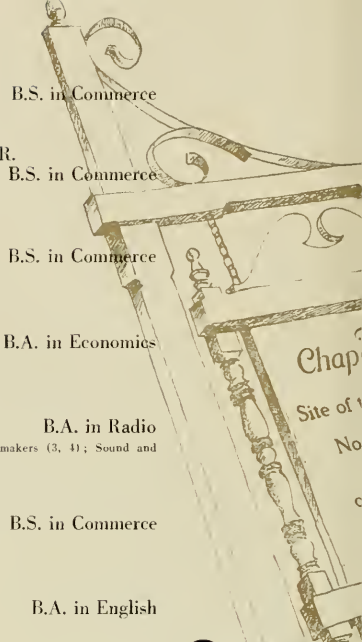 B.S. in Commerce
R.
B.S. in Commerce
B.S. in Commerce
B.A. in Economics
B.A. in Radio
makers (3, 4); Sound and
B.S. in Commerce
B.A. in English
Chap
Site of t
No
c